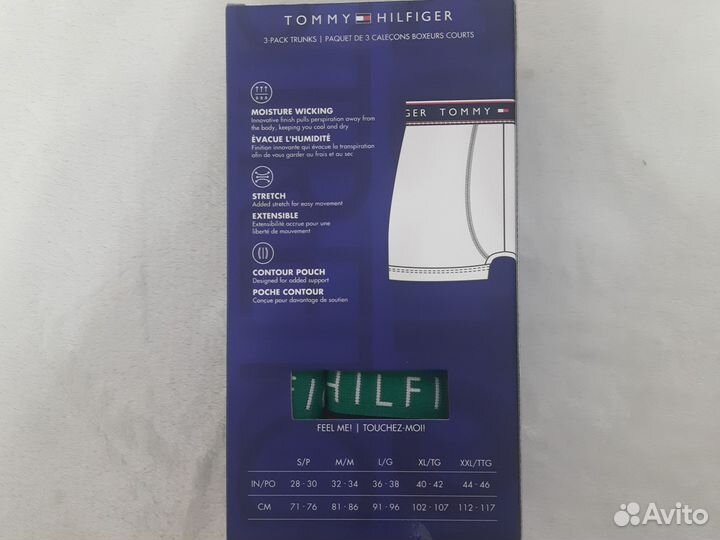 TOMMY HILFIGER
3-PACK TRUNKS | PAQUET DE 3 CALEÇONS BOXEURS COURTS
MOISTURE WICKING
Innovative finish pulls perspiration away from
the body, keeping you cool and dry
ÉVACUE L'HUMIDITÉ
Finition innovante qui évacue la transpiration
afin de vous garder au frais et au sec
STRETCH
Added stretch for easy movement
EXTENSIBLE
Extensibilité accrue pour une
liberté de mouvement
CONTOUR POUCH
Designed for added support
POCHE CONTOUR
Conçue pour davantage de soutien
GER TOMMY
HILFI
FEEL ME! | TOUCHEZ-MOI!
S/P M/M L/G XL/TG XXL/TTG
IN/PO 28 - 30 32 - 34 36 - 38 40 - 42 44 - 46
CM 71 - 76 81 - 86 91 - 96 102 - 107 112 - 117
Avito